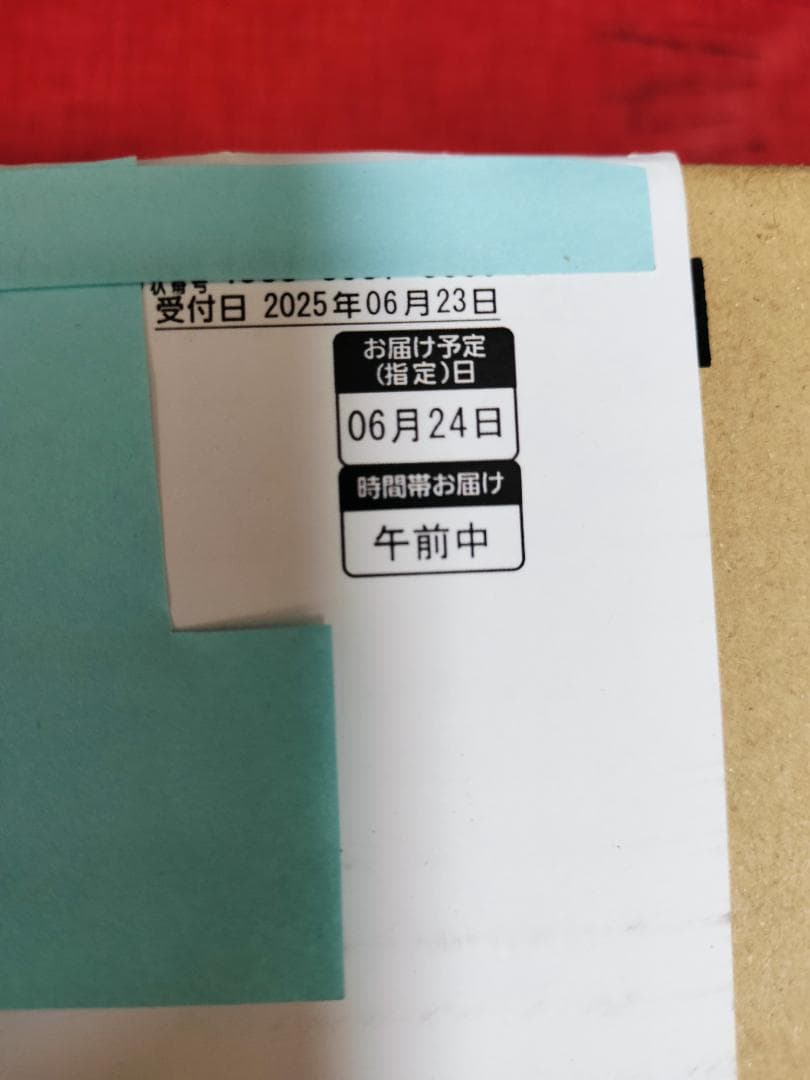 受付日 2025年06月23日
お届け予定
(指定)日
06月24日
時間帯お届け
午前中